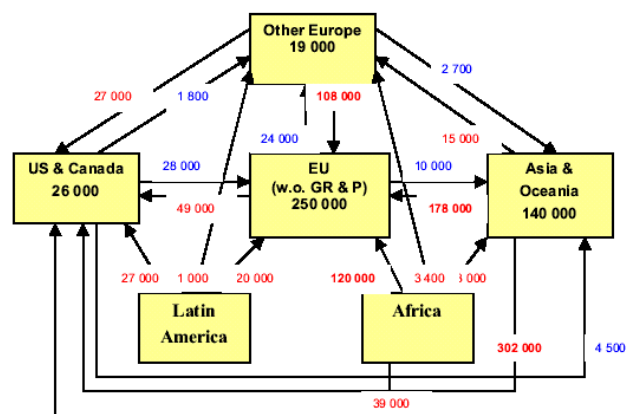 Other Europe
19 000
27 000
1 800
108 000
2 700
24 000
15 000
US & Canada
26 000
28 000
EU
(w.o. GR & P)
250 000
10 000
Asia &
Oceania
140 000
49 000
178 000
27 000
1 000
20 000
120 000
3 400
000
Latin
America
Africa
302 000
4 500
39 000